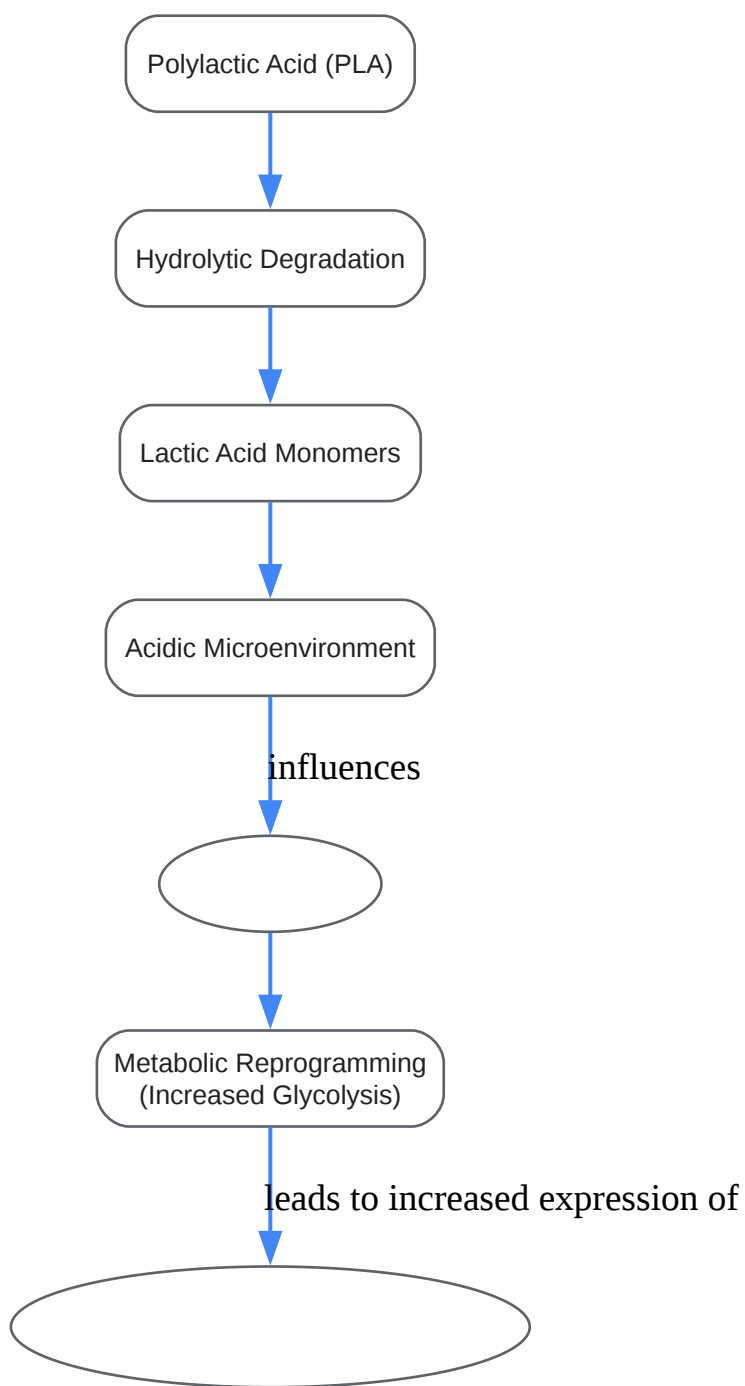 Polylactic Acid (PLA)
Hydrolytic Degradation
Lactic Acid Monomers
Acidic Microenvironment
influences
Metabolic Reprogramming
(Increased Glycolysis)
leads to increased expression of